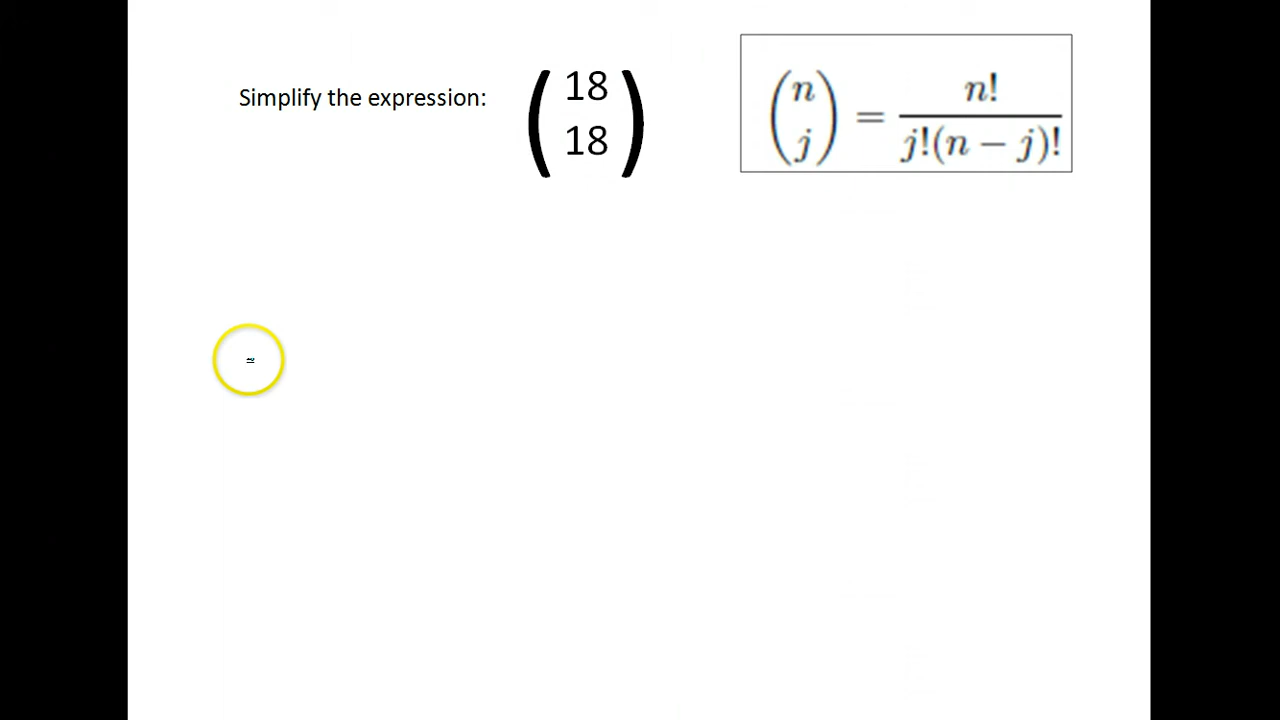 Simplify the expression: (18 18)
(n j) = n! / j!(n − j)!
=